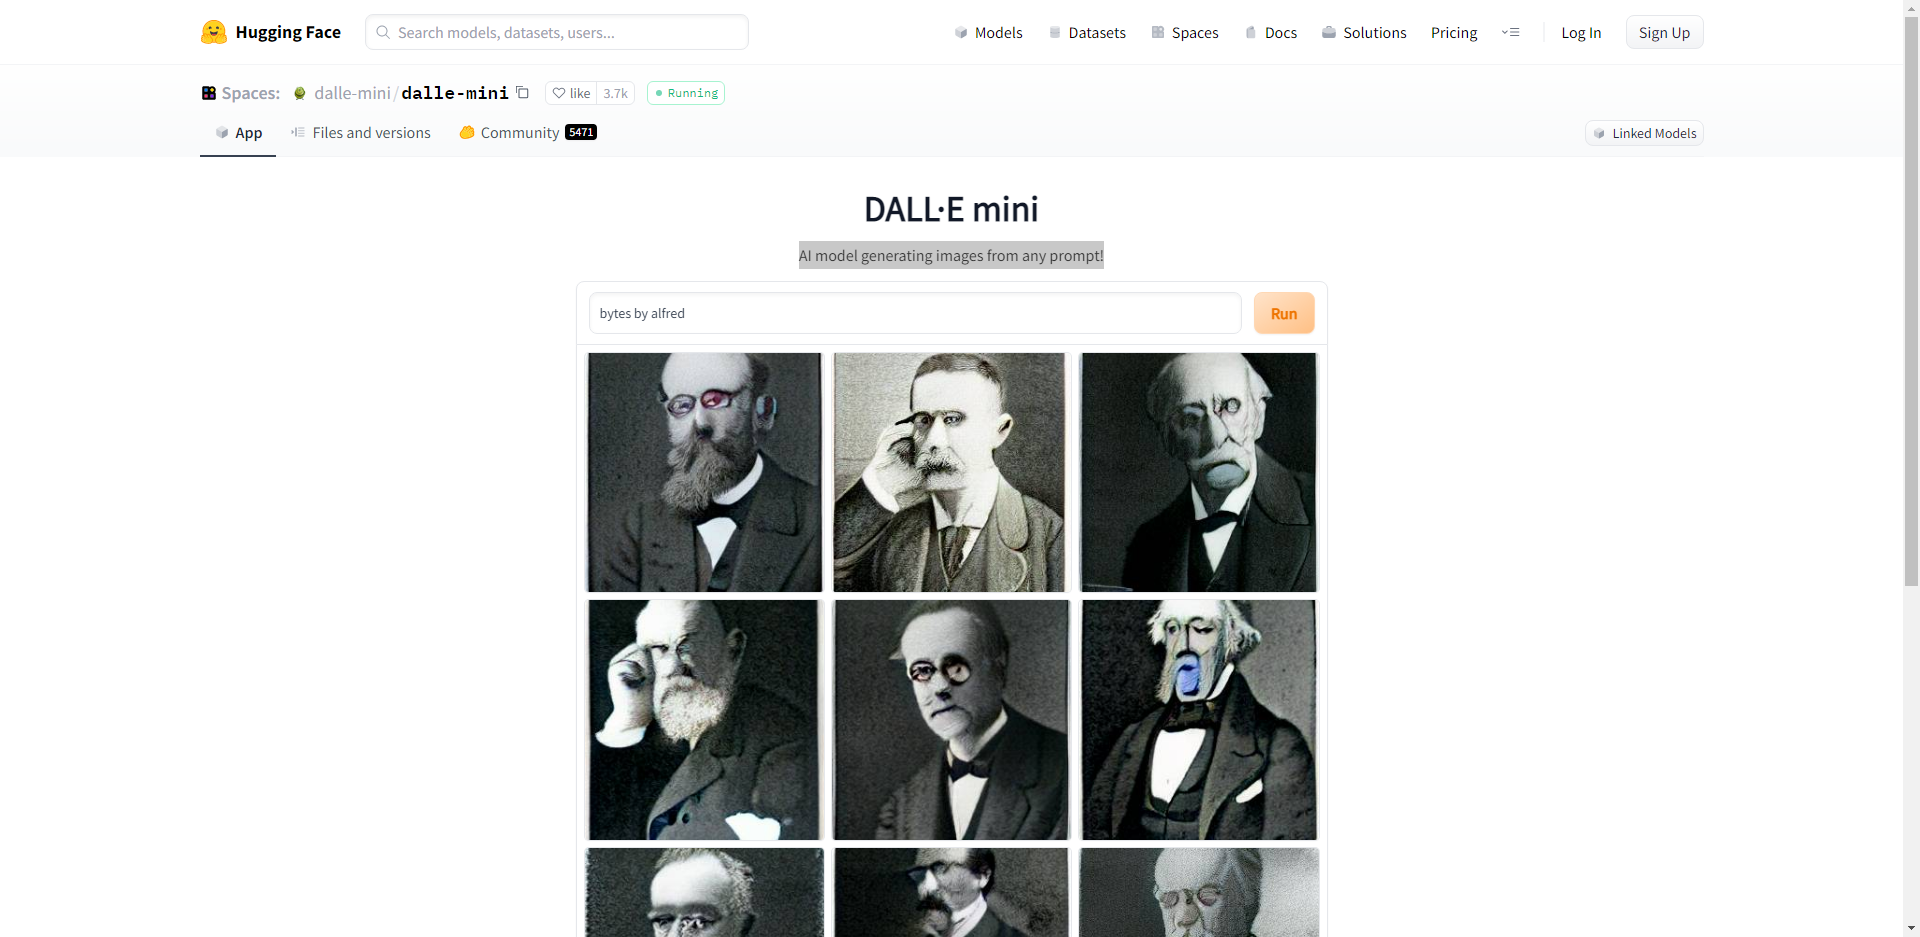 Hugging Face
Search models, datasets, users...
Models
Datasets
Spaces
Docs
Solutions
Pricing
Log In
Sign Up
Spaces:
dalle-mini/dalle-mini
like
3.7k
Running
App
Files and versions
Community 5471
Linked Models
DALL·E mini
AI model generating images from any prompt!
bytes by alfred
Run